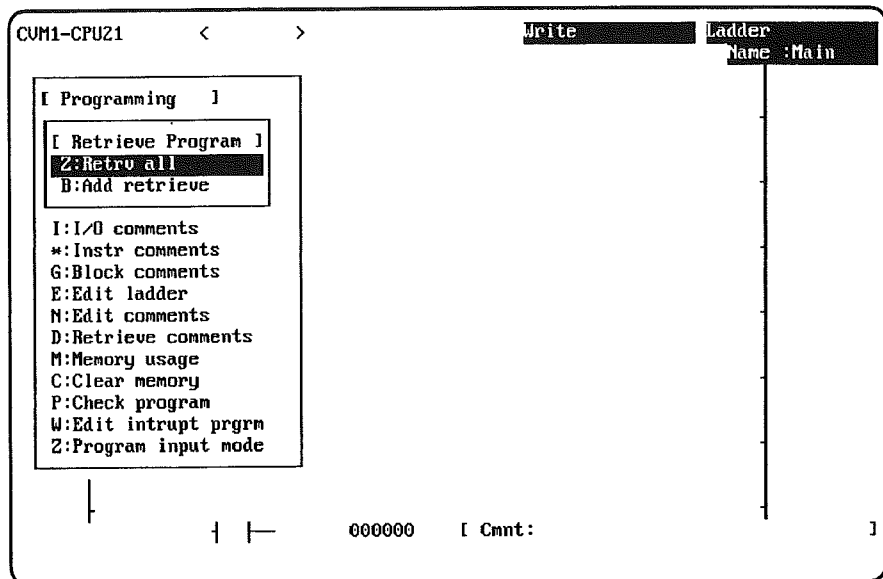 CVM1-CPU21 < > Write Ladder
Name :Main
[ Programming ]
[ Retrieve Program ]
Z:Retrv all
B:Add retrieve
I:I/O comments
*:Instr comments
G:Block comments
E:Edit ladder
N:Edit comments
D:Retrieve comments
M:Memory usage
C:Clear memory
P:Check program
W:Edit intrupt prgrm
Z:Program input mode
000000 [ Cmnt: ]